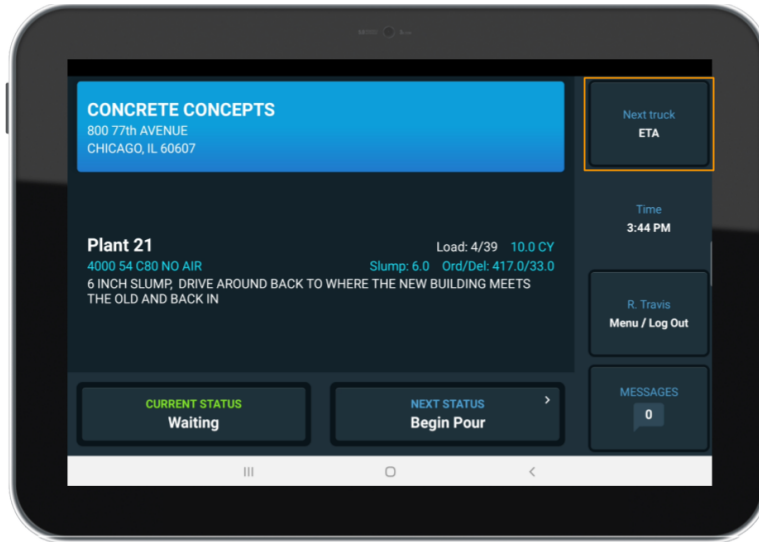 CONCRETE CONCEPTS
800 77th AVENUE
CHICAGO, IL 60607
Next truck
ETA
Time
3:44 PM
Plant 21
Load: 4/39 10.0 CY
4000 54 C80 NO AIR
Slump: 6.0 Ord/Del: 417.0/33.0
6 INCH SLUMP, DRIVE AROUND BACK TO WHERE THE NEW BUILDING MEETS
THE OLD AND BACK IN
R. Travis
Menu / Log Out
CURRENT STATUS
Waiting
NEXT STATUS
Begin Pour
MESSAGES
0